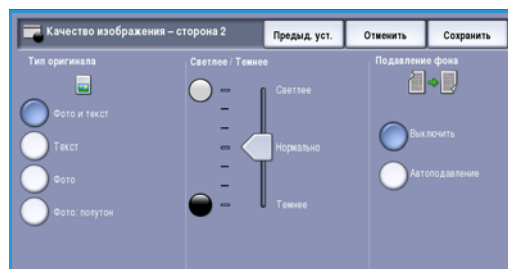 Качество изображения – сторона 2
Предыд. уст.
Отменить
Сохранить
Тип оригинала
Фото и текст
Текст
Фото
Фото: полутон
Светлее / Темнее
Светлее
Нормально
Темнее
Подавление фона
Выключить
Автоподавление